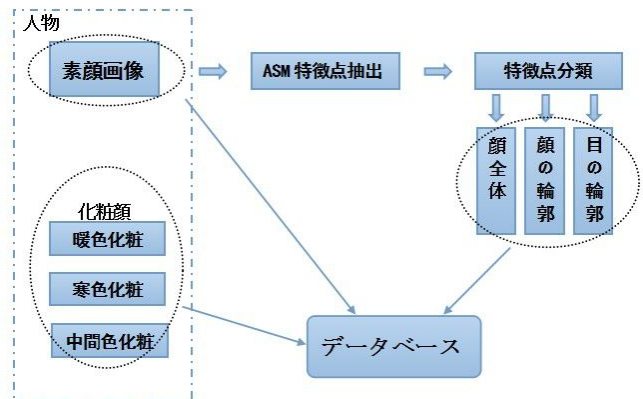 人物
素顔画像
ASM 特徴点抽出
特徴点分類
顔全体
顔の輪郭
目の輪郭
化粧顔
暖色化粧
寒色化粧
中間色化粧
データベース